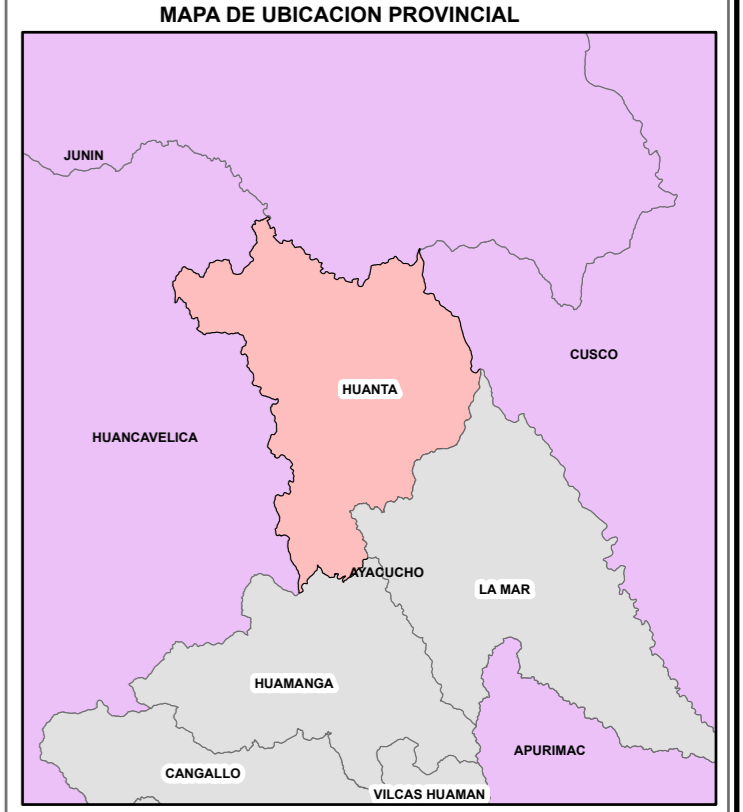 MAPA DE UBICACION PROVINCIAL
JUNIN
CUSCO
HUANTA
HUANCAVELICA
AYACUCHO
LA MAR
HUAMANGA
APURIMAC
CANGALLO
VILCAS HUAMAN